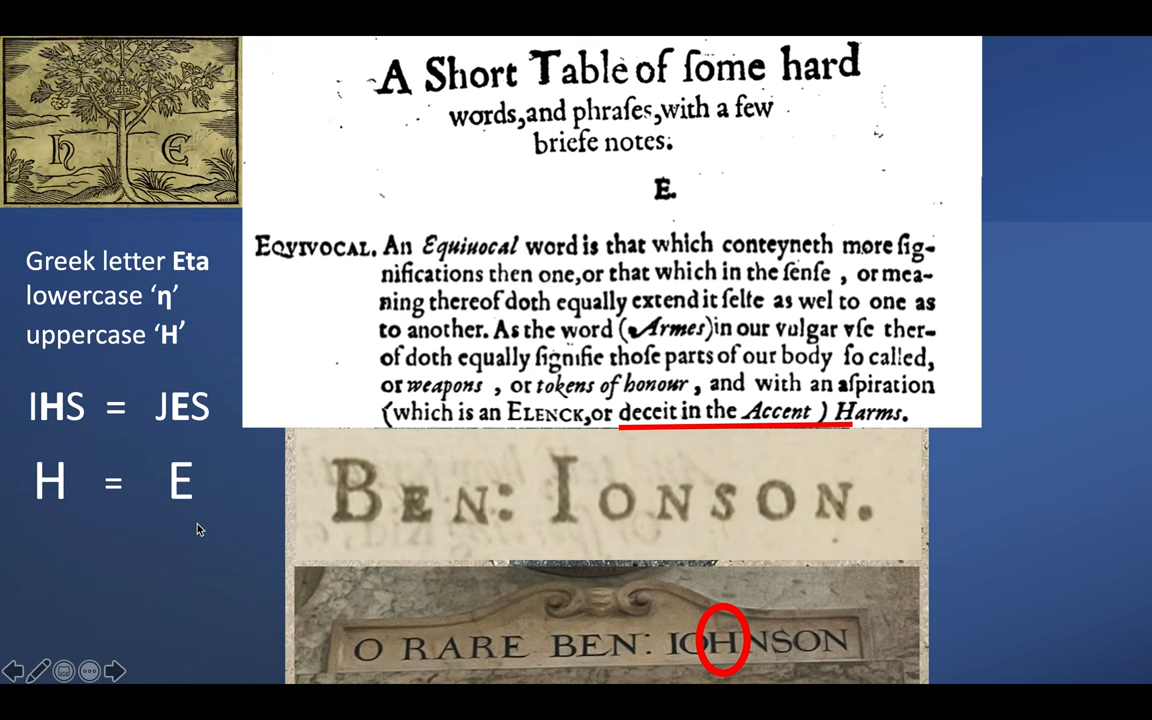 η E
Greek letter Eta
lowercase ‘η’
uppercase ‘H’
IHS = JES
H = E
A Short Table of ſome hard
words,and phraſes,with a few
briefe notes.
E.
EQVIVOCAL. An Equiuocal word is that which conteyneth more ſig-
nifications then one,or that which in the ſenſe , or mea-
ning thereof doth equally extend it ſelfe as wel to one as
to another. As the word (Armes)in our vulgar vſe ther-
of doth equally ſignifie thoſe parts of our body ſo called,
or weapons , or tokens of honour , and with an aſpiration
(which is an ELENCK,or deceit in the Accent ) Harms.
BEN: IONSON.
O RARE BEN: IOHNSON